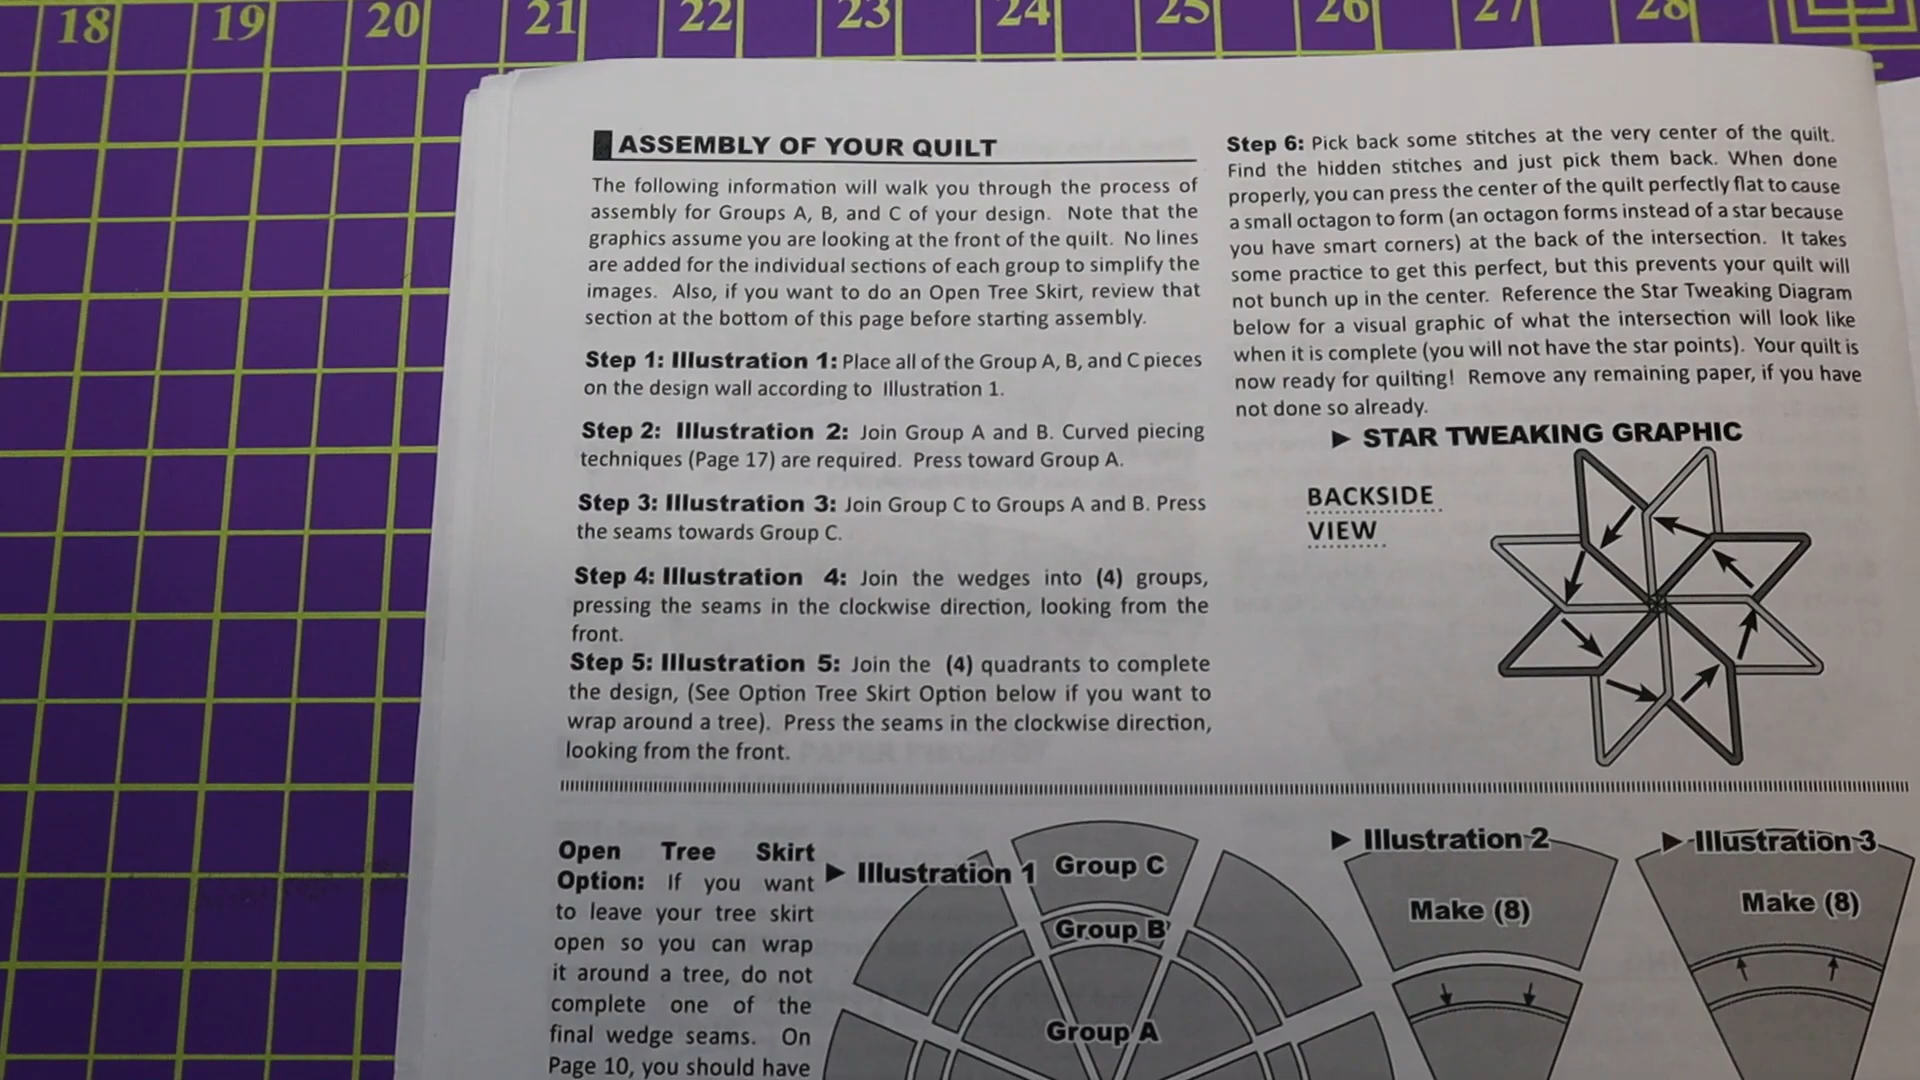 18 19 20 21 22 23 24 25 26 27 28
ASSEMBLY OF YOUR QUILT
The following information will walk you through the process of
assembly for Groups A, B, and C of your design. Note that the
graphics assume you are looking at the front of the quilt. No lines
are added for the individual sections of each group to simplify the
images. Also, if you want to do an Open Tree Skirt, review that
section at the bottom of this page before starting assembly.
Step 1: Illustration 1: Place all of the Group A, B, and C pieces
on the design wall according to Illustration 1.
Step 2: Illustration 2: Join Group A and B. Curved piecing
techniques (Page 17) are required. Press toward Group A.
Step 3: Illustration 3: Join Group C to Groups A and B. Press
the seams towards Group C.
Step 4: Illustration 4: Join the wedges into (4) groups,
pressing the seams in the clockwise direction, looking from the
front.
Step 5: Illustration 5: Join the (4) quadrants to complete
the design, (See Option Tree Skirt Option below if you want to
wrap around a tree). Press the seams in the clockwise direction,
looking from the front.
Step 6: Pick back some stitches at the very center of the quilt.
Find the hidden stitches and just pick them back. When done
properly, you can press the center of the quilt perfectly flat to cause
a small octagon to form (an octagon forms instead of a star because
you have smart corners) at the back of the intersection. It takes
some practice to get this perfect, but this prevents your quilt will
not bunch up in the center. Reference the Star Tweaking Diagram
below for a visual graphic of what the intersection will look like
when it is complete (you will not have the star points). Your quilt is
now ready for quilting! Remove any remaining paper, if you have
not done so already.
► STAR TWEAKING GRAPHIC
BACKSIDE
VIEW
Open Tree Skirt
Option: If you want
to leave your tree skirt
open so you can wrap
it around a tree, do not
complete one of the
final wedge seams. On
Page 10, you should have
► Illustration 1
Group C
Group B
Group A
► Illustration 2
Make (8)
► Illustration 3
Make (8)